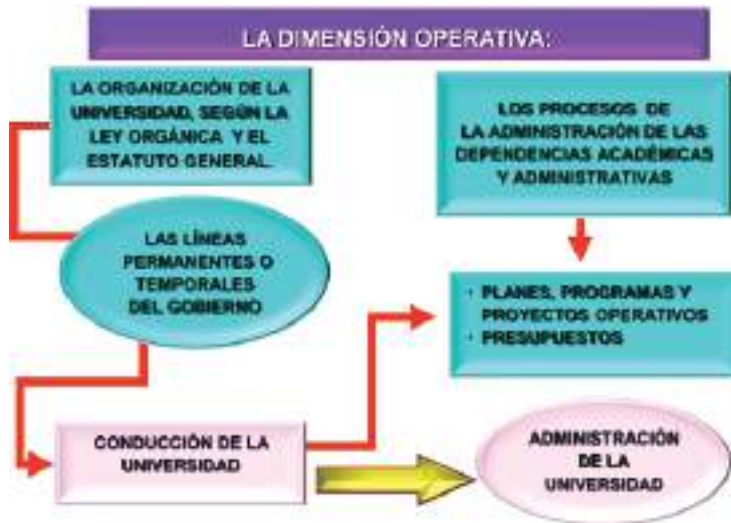 LA DIMENSIÓN OPERATIVA:
LA ORGANIZACIÓN DE LA
UNIVERSIDAD, SEGÚN LA
LEY ORGÁNICA Y EL
ESTATUTO GENERAL.
LAS LÍNEAS
PERMANENTES O
TEMPORALES
DEL GOBIERNO
CONDUCCIÓN DE LA
UNIVERSIDAD
LOS PROCESOS DE
LA ADMINISTRACIÓN DE LAS
DEPENDENCIAS ACADÉMICAS
Y ADMINISTRATIVAS
· PLANES, PROGRAMAS Y
PROYECTOS OPERATIVOS
· PRESUPUESTOS
ADMINISTRACIÓN
DE LA
UNIVERSIDAD